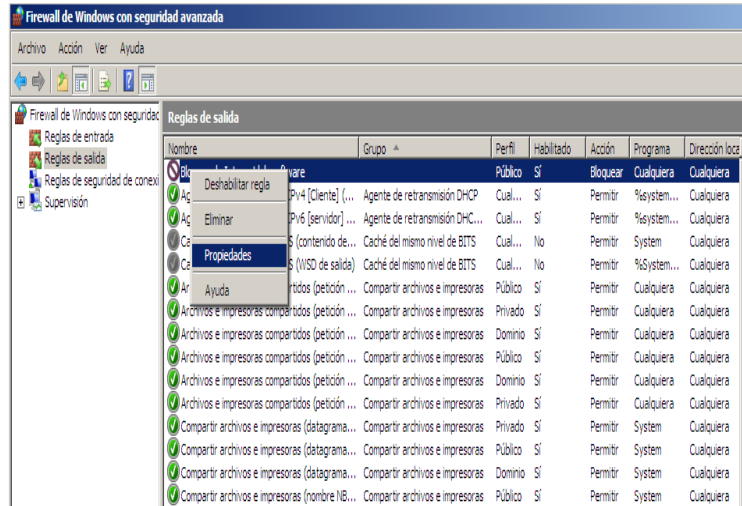 Firewall de Windows con seguridad avanzada
Archivo Acción Ver Ayuda
Firewall de Windows con seguridad
Reglas de entrada
Reglas de salida
Reglas de seguridad de conexi
Supervisión
Reglas de salida
Nombre Grupo Perfil Habilitado Acción Programa Dirección loca
ware Público Sí Bloquear Cualquiera Cualquiera
Pv4 [Cliente] (... Agente de retransmisión DHCP Cual... Sí Permitir %system... Cualquiera
Pv6 [servidor] ... Agente de retransmisión DHC... Cual... Sí Permitir %system... Cualquiera
S (contenido de... Caché del mismo nivel de BITS Cual... No Permitir System Cualquiera
S (WSD de salida) Caché del mismo nivel de BITS Cual... No Permitir %System... Cualquiera
Ar partidos (petición ... Compartir archivos e impresoras Público Sí Permitir Cualquiera Cualquiera
Archivos e impresoras compartidos (petición ... Compartir archivos e impresoras Privado Sí Permitir Cualquiera Cualquiera
Archivos e impresoras compartidos (petición ... Compartir archivos e impresoras Dominio Sí Permitir Cualquiera Cualquiera
Archivos e impresoras compartidos (petición ... Compartir archivos e impresoras Público Sí Permitir Cualquiera Cualquiera
Archivos e impresoras compartidos (petición ... Compartir archivos e impresoras Dominio Sí Permitir Cualquiera Cualquiera
Archivos e impresoras compartidos (petición ... Compartir archivos e impresoras Privado Sí Permitir Cualquiera Cualquiera
Compartir archivos e impresoras (datagrama... Compartir archivos e impresoras Privado Sí Permitir System Cualquiera
Compartir archivos e impresoras (datagrama... Compartir archivos e impresoras Público Sí Permitir System Cualquiera
Compartir archivos e impresoras (datagrama... Compartir archivos e impresoras Dominio Sí Permitir System Cualquiera
Compartir archivos e impresoras (nombre NB... Compartir archivos e impresoras Público Sí Permitir System Cualquiera
Deshabilitar regla
Eliminar
Propiedades
Ayuda